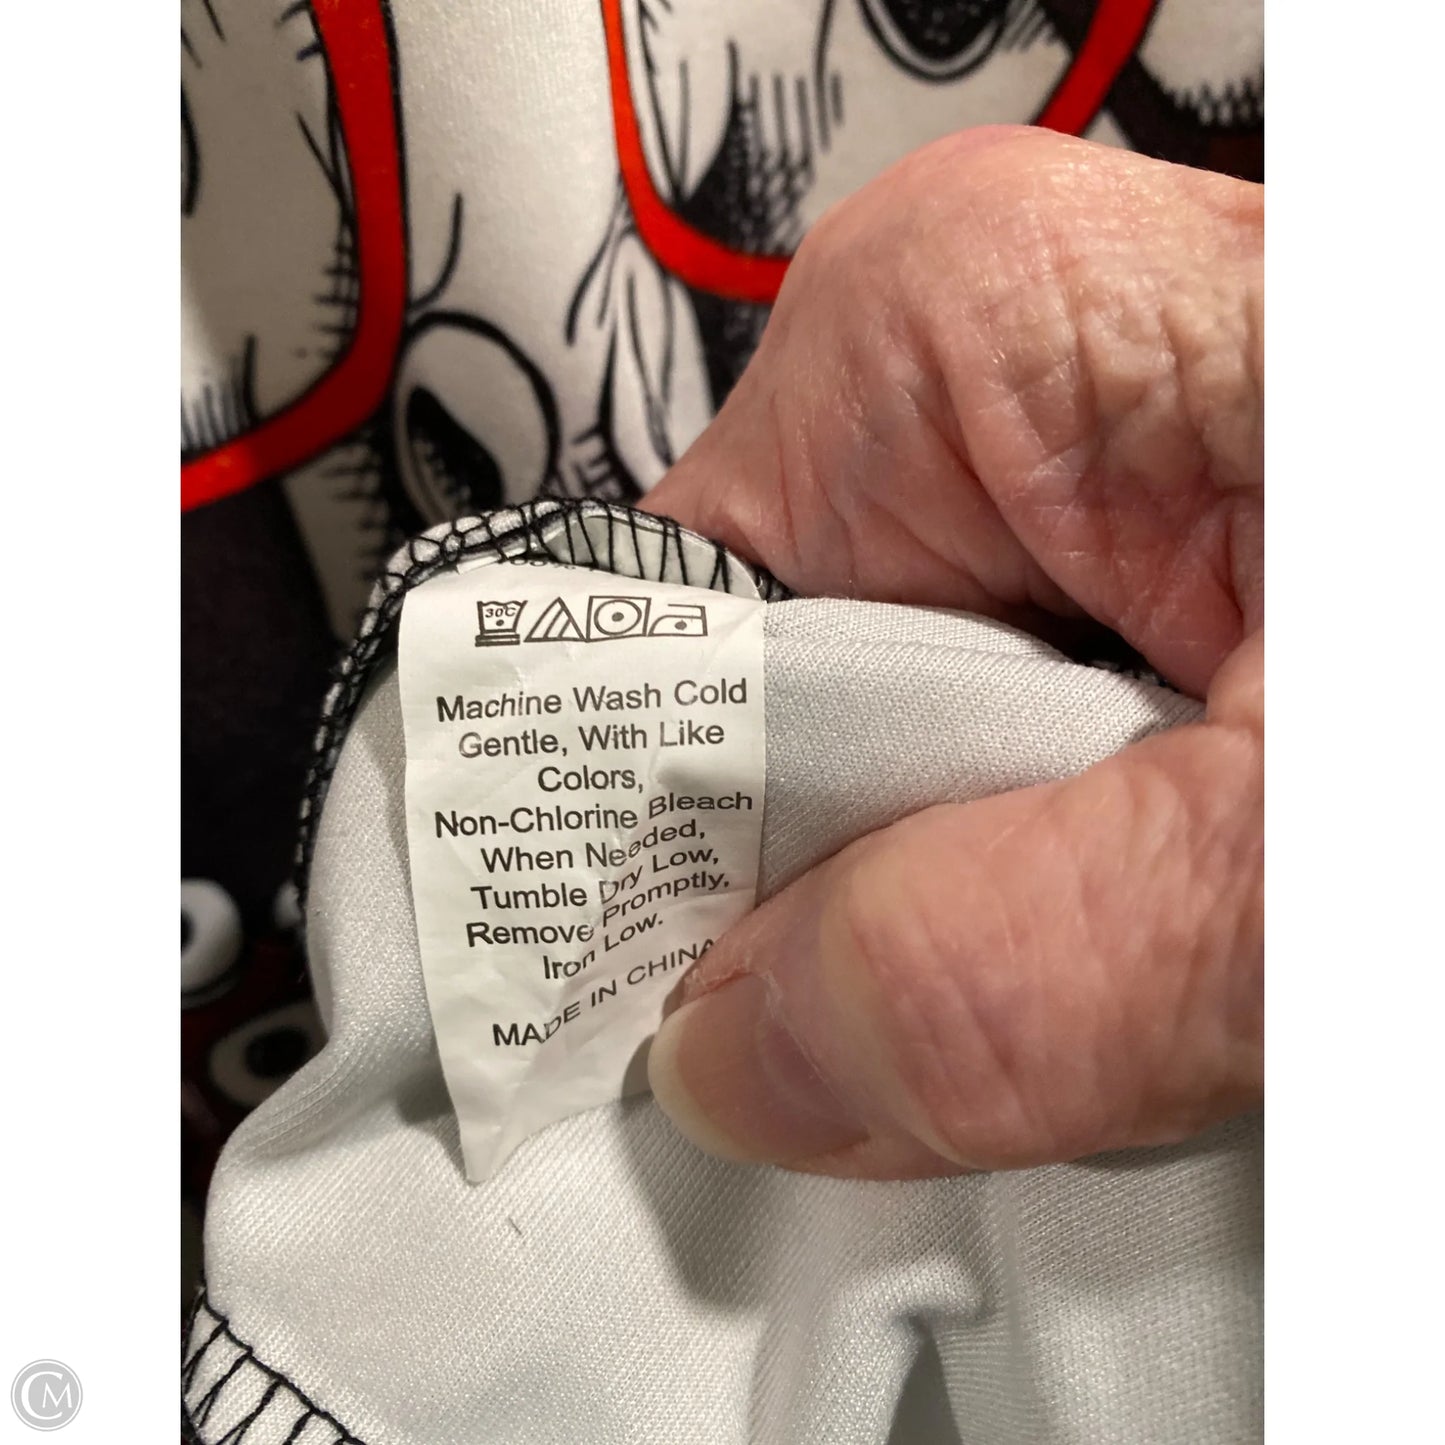 30C
Machine Wash Cold
Gentle, With Like
Colors,
Non-Chlorine Bleach
When Needed,
Tumble Dry Low,
Remove Promptly,
Iron Low.
MADE IN CHINA
CM